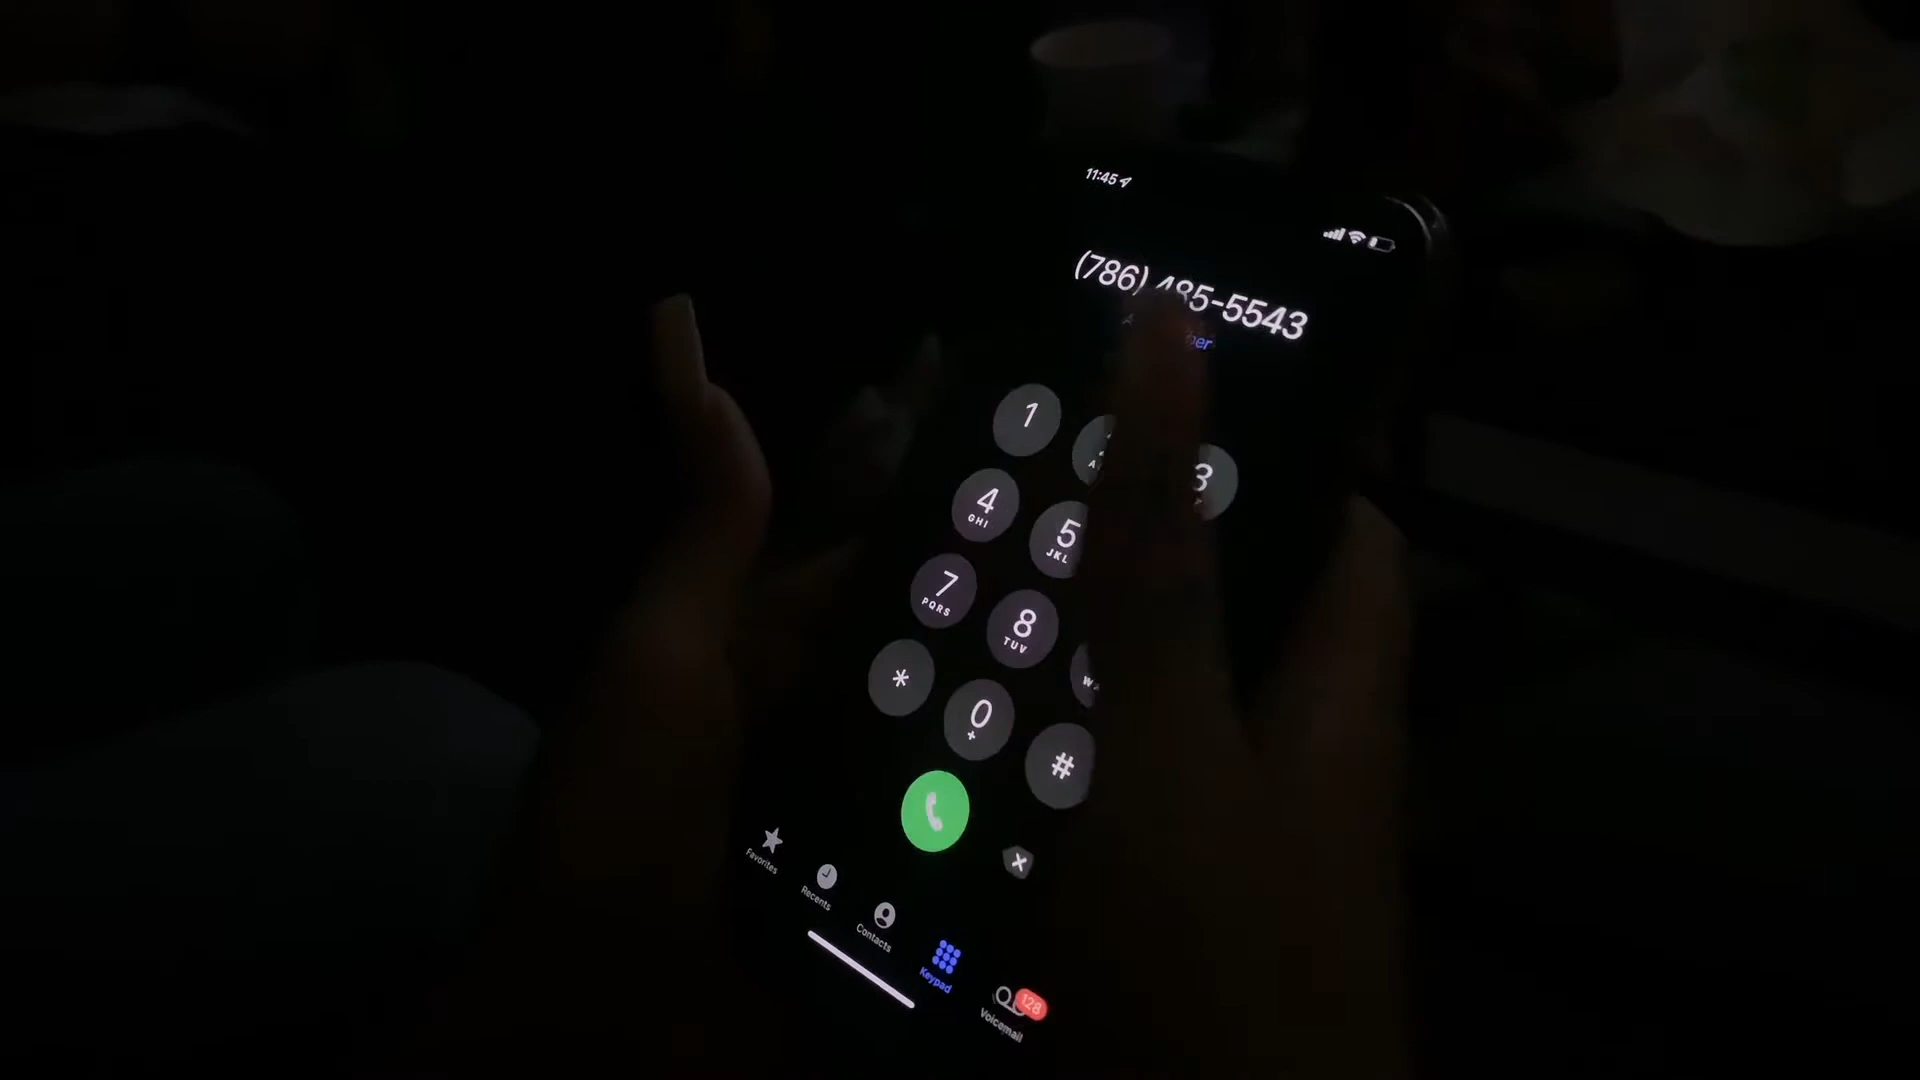 11:45
(786) 485-5543
1
3
4
GHI
5
JKL
7
PQRS
8
TUV
*
0
+
#
Favorites
Recents
Contacts
Keypad
Voicemail
128